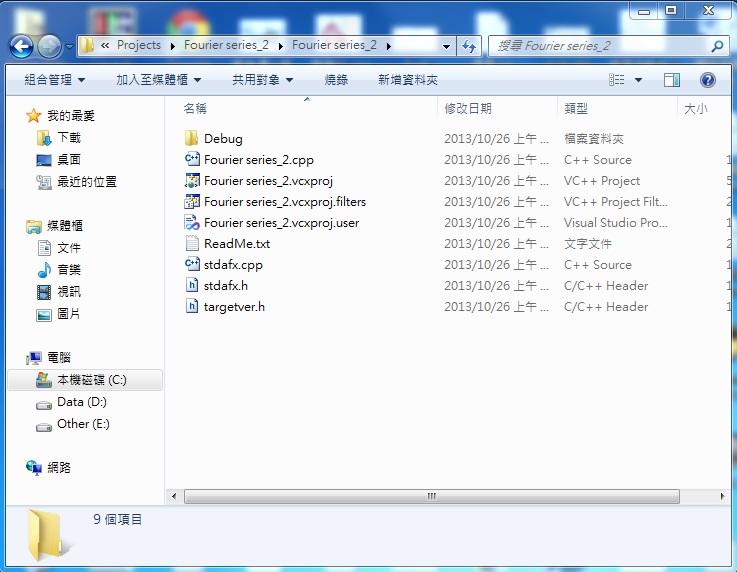 « Projects ▸ Fourier series_2 ▸ Fourier series_2 ▸
搜尋 Fourier series_2
組合管理 加入至媒體櫃 共用對象 燒錄 新增資料夾
名稱 修改日期 類型 大小
我的最愛
下載
桌面
最近的位置
媒體櫃
文件
音樂
視訊
圖片
電腦
本機磁碟 (C:)
Data (D:)
Other (E:)
網路
Debug 2013/10/26 上午 ... 檔案資料夾
Fourier series_2.cpp 2013/10/26 上午 ... C++ Source
Fourier series_2.vcxproj 2013/10/26 上午 ... VC++ Project
Fourier series_2.vcxproj.filters 2013/10/26 上午 ... VC++ Project Filt...
Fourier series_2.vcxproj.user 2013/10/26 上午 ... Visual Studio Pro...
ReadMe.txt 2013/10/26 上午 ... 文字文件
stdafx.cpp 2013/10/26 上午 ... C++ Source
stdafx.h 2013/10/26 上午 ... C/C++ Header
targetver.h 2013/10/26 上午 ... C/C++ Header
9 個項目